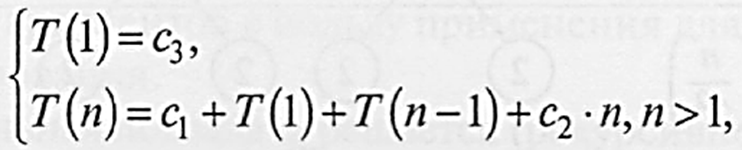 T(1) = c₃,
T(n) = c₁ + T(1) + T(n−1) + c₂ · n, n > 1,